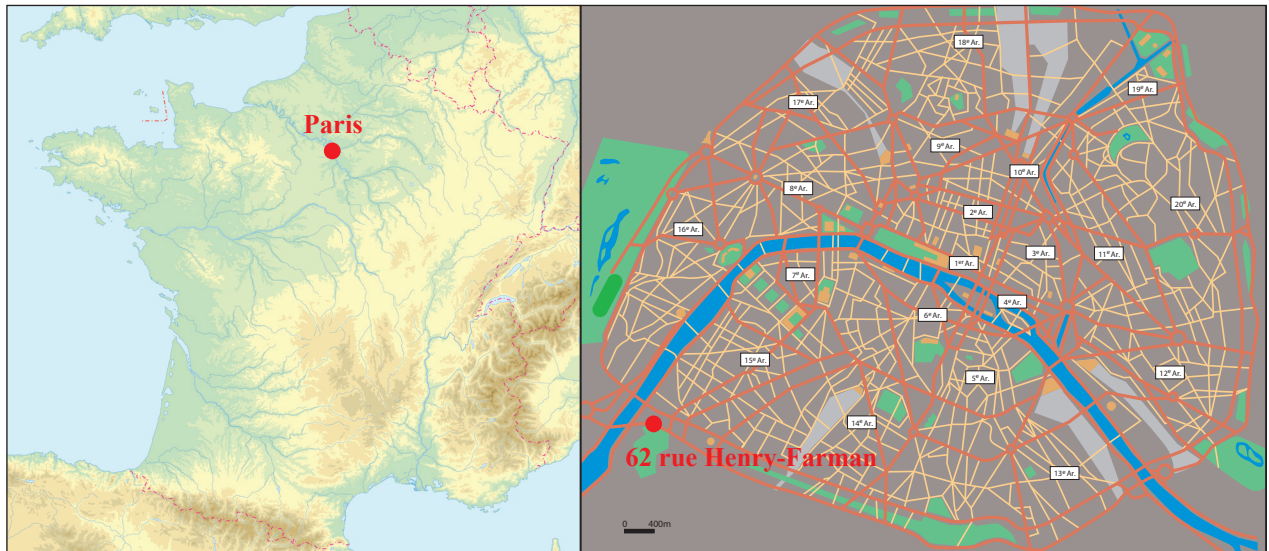 Paris
18e Ar.
19e Ar.
17e Ar.
9e Ar.
10e Ar.
8e Ar.
20e Ar.
2e Ar.
16e Ar.
3e Ar.
11e Ar.
1er Ar.
7e Ar.
4e Ar.
6e Ar.
15e Ar.
12e Ar.
5e Ar.
14e Ar.
62 rue Henry-Farman
13e Ar.
0 400m